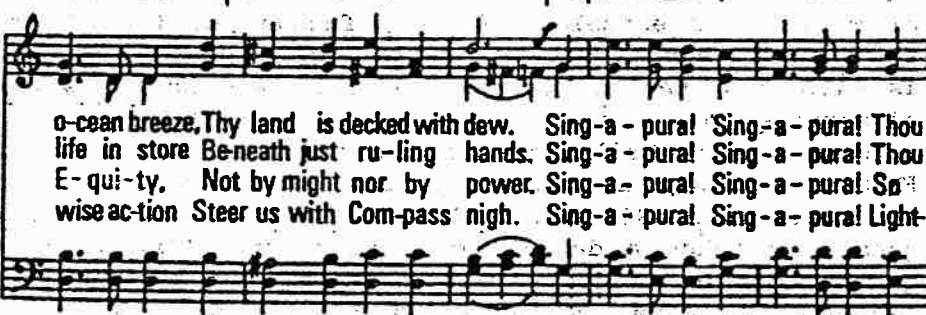 o-cean breeze, Thy land is decked with dew. Sing-a-pura! Sing-a-pura! Thou
life in store Be-neath just ru-ling hands. Sing-a-pura! Sing-a-pura! Thou
E-qui-ty. Not by might nor by power. Sing-a-pura! Sing-a-pura! So
wise ac-tion Steer us with Com-pass nigh. Sing-a-pura! Sing-a-pura! Light-